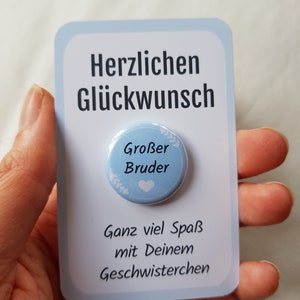 Herzlichen
Glückwunsch
Großer
Bruder
Ganz viel Spaß
mit Deinem
Geschwisterchen